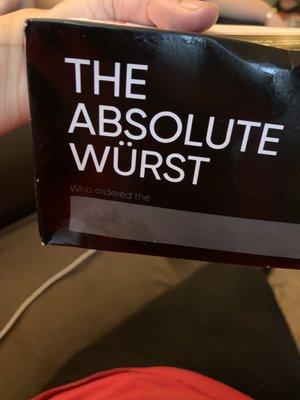 THE
ABSOLUTE
WÜRST
Who ordered the